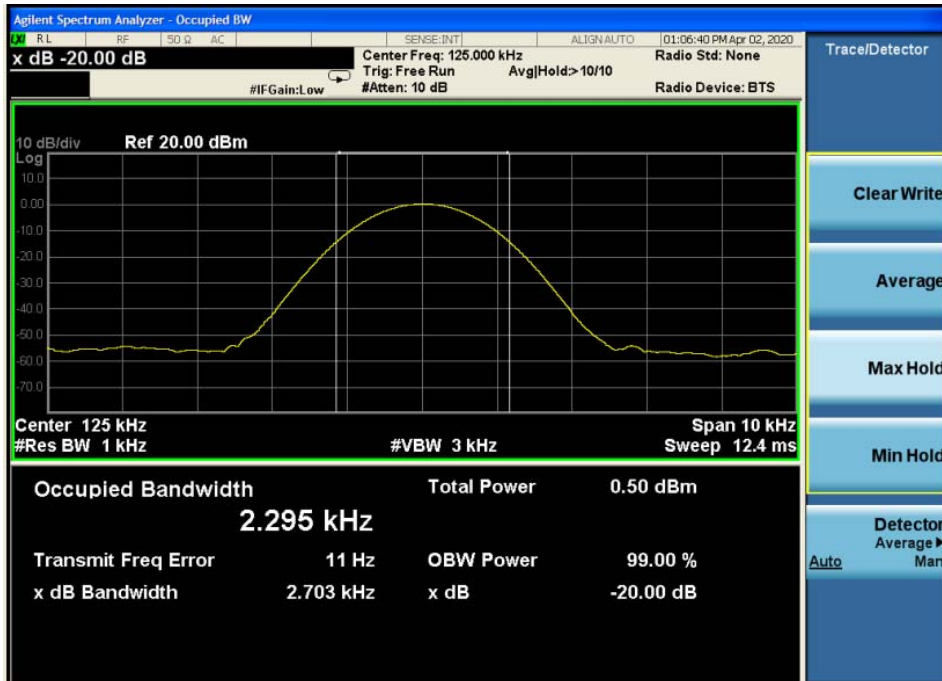 Agilent Spectrum Analyzer - Occupied BW
LXI RL RF 50 Ω AC SENSE:INT ALIGN AUTO 01:06:40 PM Apr 02, 2020
x dB -20.00 dB
Center Freq: 125.000 kHz
Radio Std: None
Trig: Free Run
Avg|Hold:>10/10
#IFGain:Low
#Atten: 10 dB
Radio Device: BTS
10 dB/div
Ref 20.00 dBm
Log
10.0
0.00
-10.0
-20.0
-30.0
-40.0
-50.0
-60.0
-70.0
Center 125 kHz
Span 10 kHz
#Res BW 1 kHz
#VBW 3 kHz
Sweep 12.4 ms
Occupied Bandwidth
2.295 kHz
Total Power 0.50 dBm
Transmit Freq Error 11 Hz
OBW Power 99.00 %
x dB Bandwidth 2.703 kHz
x dB -20.00 dB
Trace/Detector
Clear Write
Average
Max Hold
Min Hold
Detector
Average▶
Auto Man